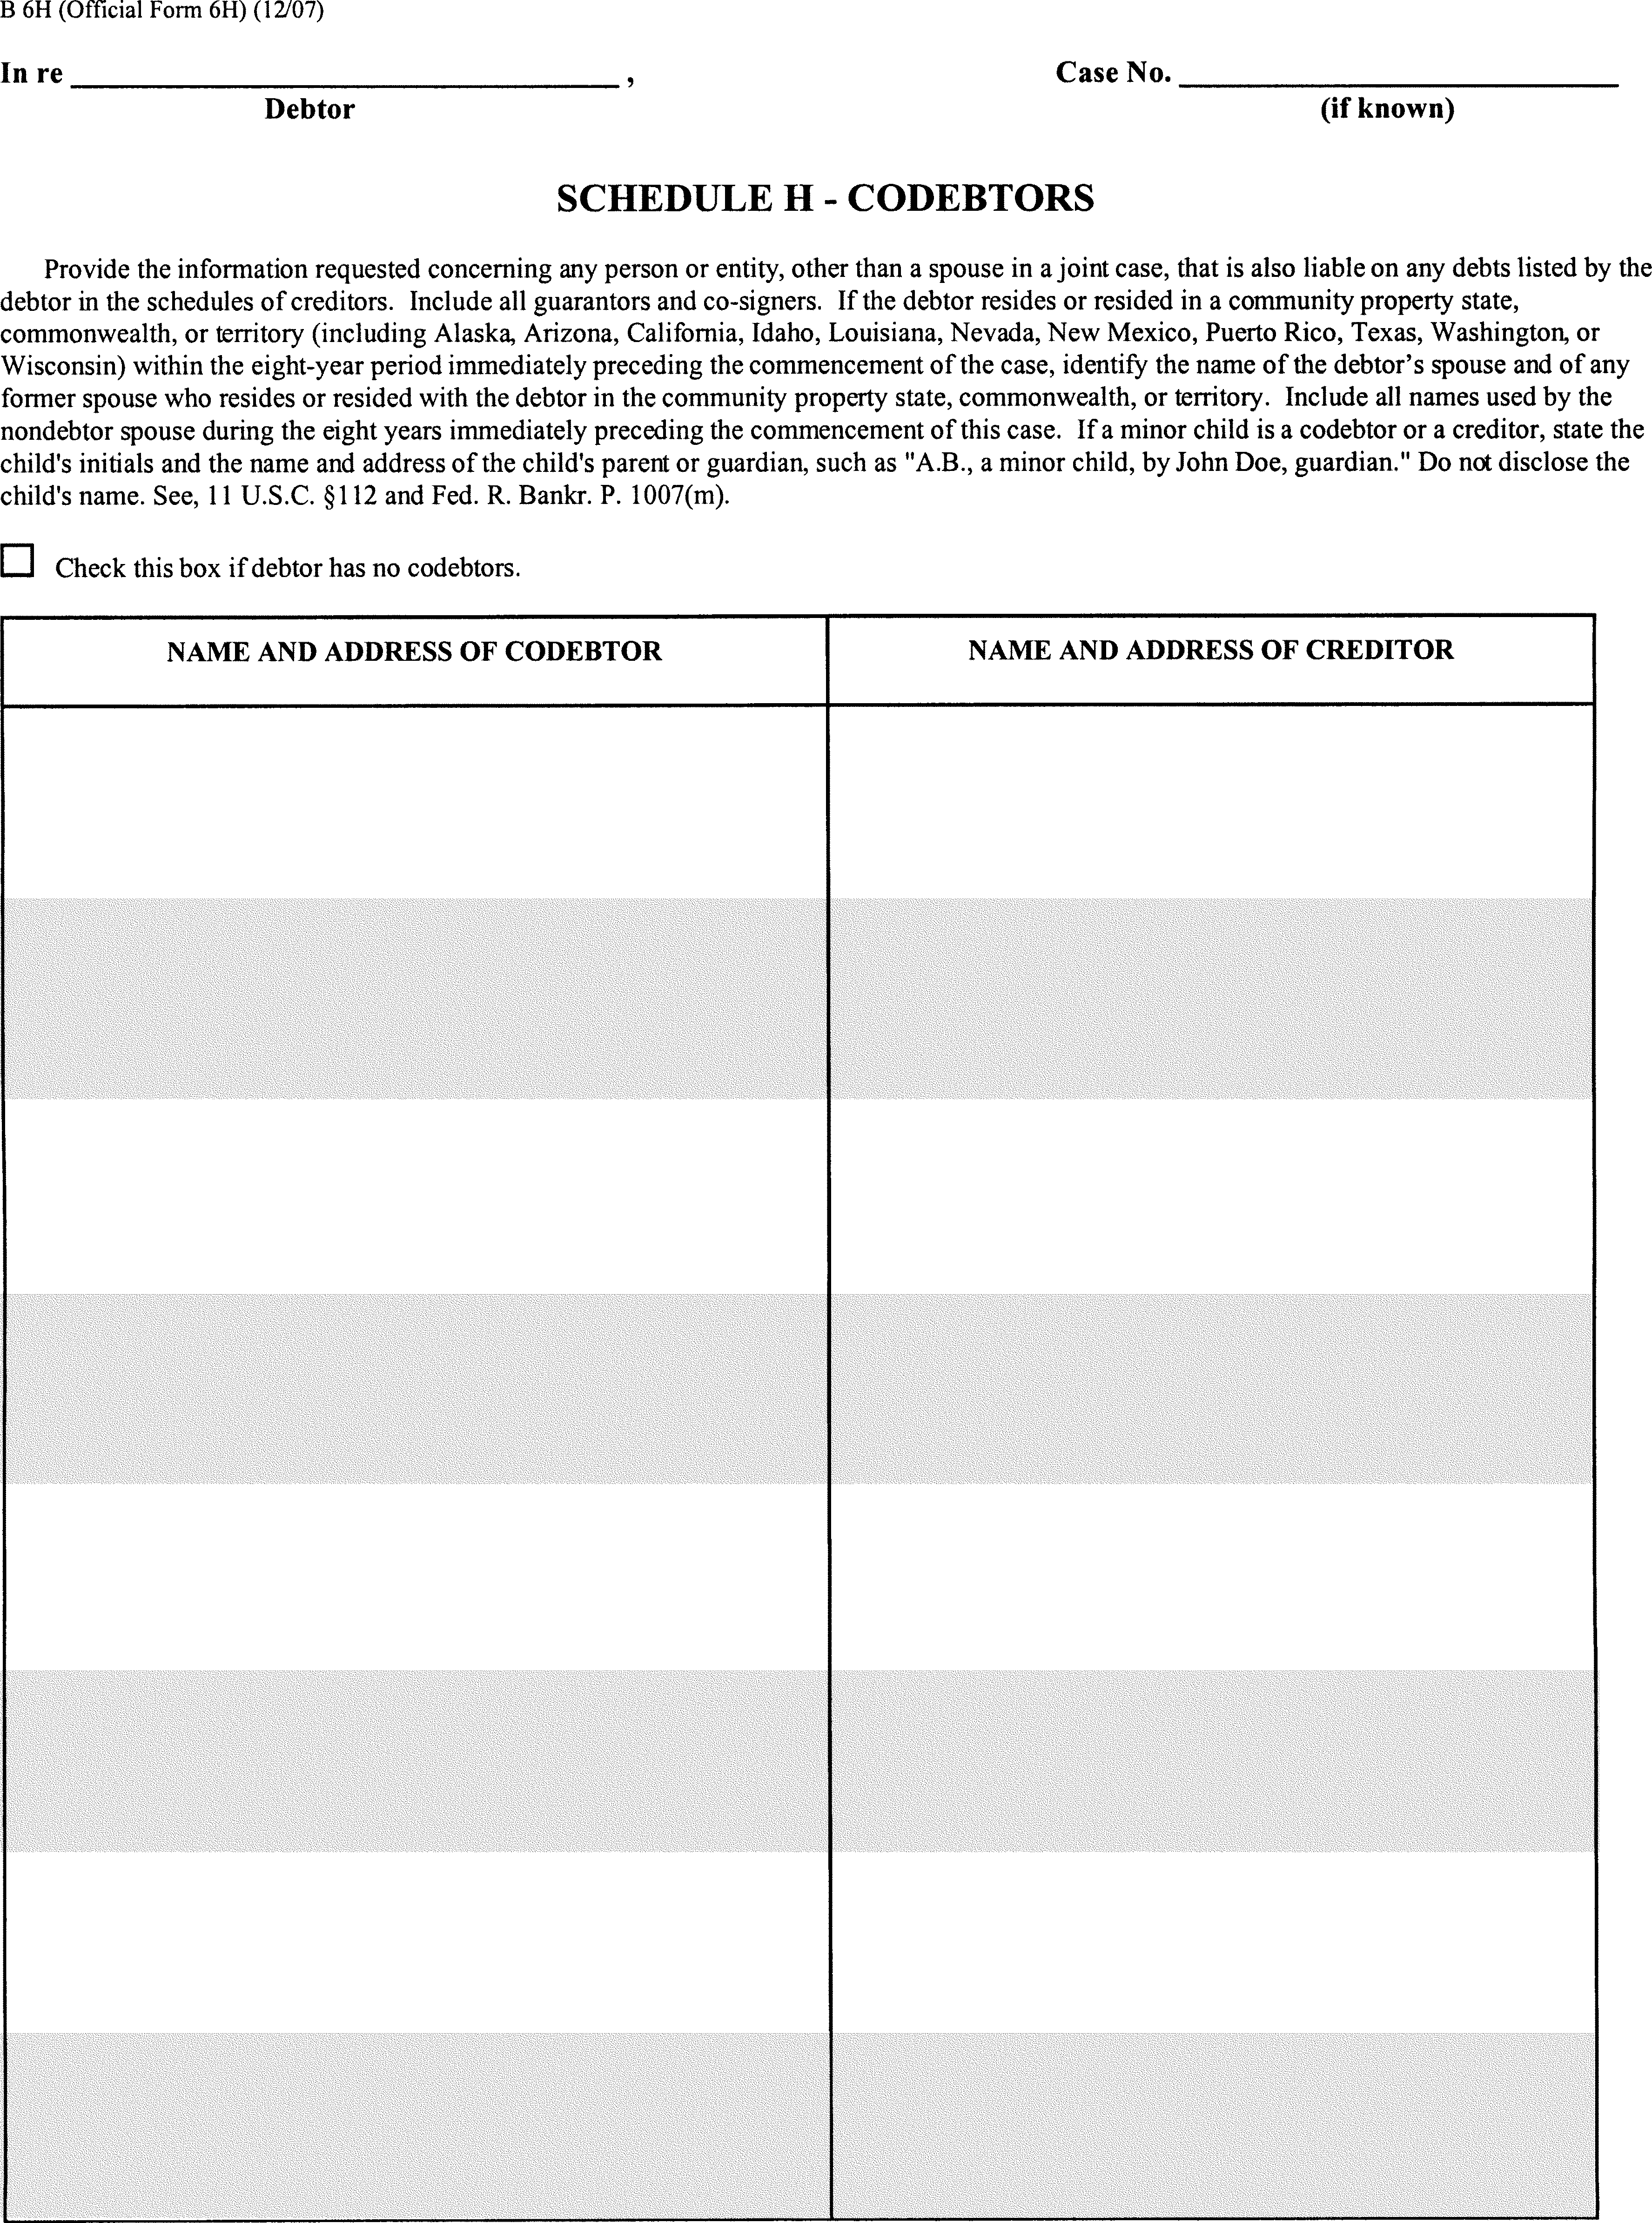 B 6H (Official Form 6H) (12/07)
In re ______________________________ ,
Case No. ______________________________
Debtor
(if known)
SCHEDULE H - CODEBTORS
Provide the information requested concerning any person or entity, other than a spouse in a joint case, that is also liable on any debts listed by the
debtor in the schedules of creditors. Include all guarantors and co-signers. If the debtor resides or resided in a community property state,
commonwealth, or territory (including Alaska, Arizona, California, Idaho, Louisiana, Nevada, New Mexico, Puerto Rico, Texas, Washington, or
Wisconsin) within the eight-year period immediately preceding the commencement of the case, identify the name of the debtor’s spouse and of any
former spouse who resides or resided with the debtor in the community property state, commonwealth, or territory. Include all names used by the
nondebtor spouse during the eight years immediately preceding the commencement of this case. If a minor child is a codebtor or a creditor, state the
child's initials and the name and address of the child's parent or guardian, such as "A.B., a minor child, by John Doe, guardian." Do not disclose the
child's name. See, 11 U.S.C. §112 and Fed. R. Bankr. P. 1007(m).
Check this box if debtor has no codebtors.
NAME AND ADDRESS OF CODEBTOR
NAME AND ADDRESS OF CREDITOR